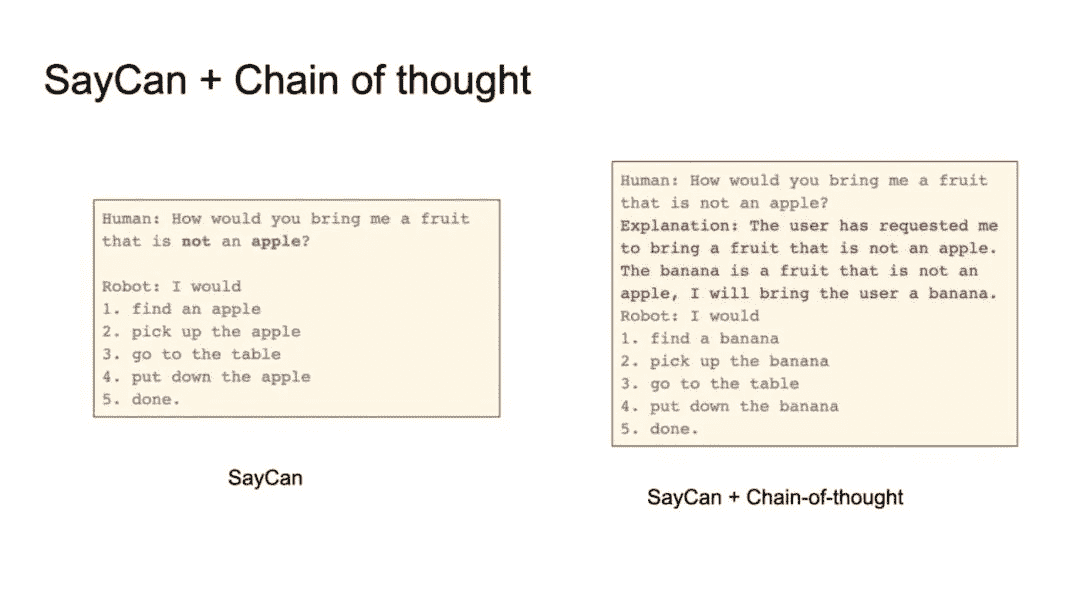 SayCan + Chain of thought
Human: How would you bring me a fruit
that is not an apple?
Robot: I would
1. find an apple
2. pick up the apple
3. go to the table
4. put down the apple
5. done.
SayCan
Human: How would you bring me a fruit
that is not an apple?
Explanation: The user has requested me
to bring a fruit that is not an apple.
The banana is a fruit that is not an
apple, I will bring the user a banana.
Robot: I would
1. find a banana
2. pick up the banana
3. go to the table
4. put down the banana
5. done.
SayCan + Chain-of-thought